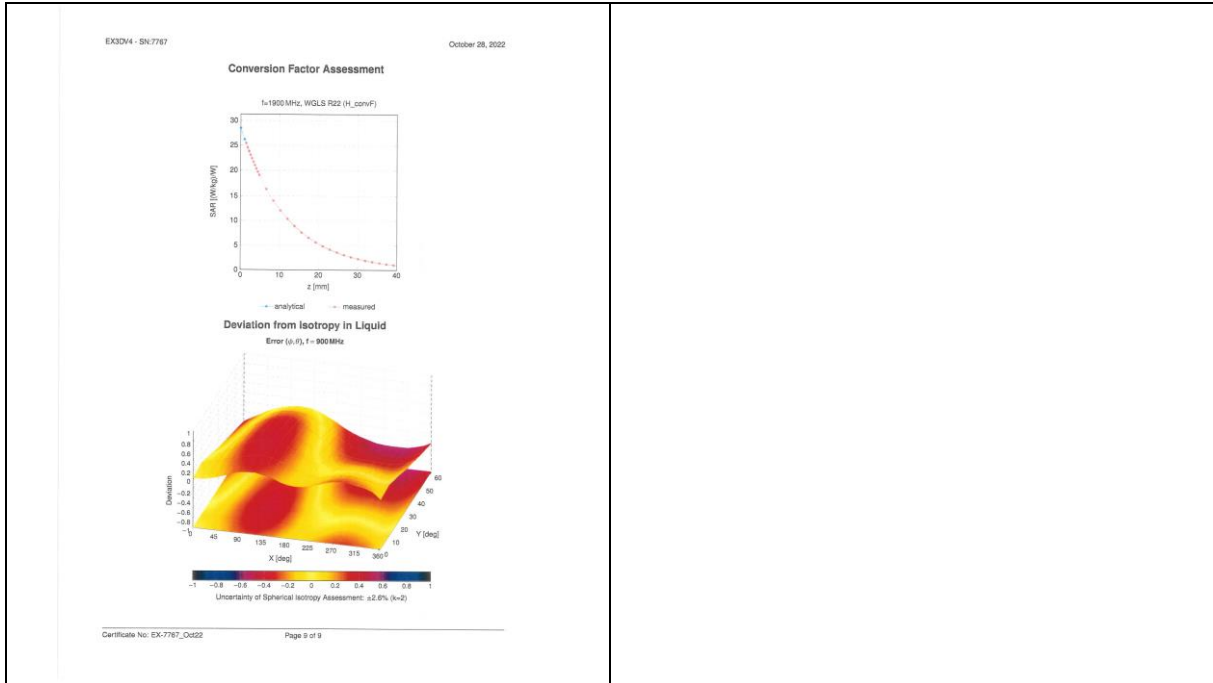 EX3DV4 - SN:7767
October 28, 2022
Conversion Factor Assessment
f=1900 MHz, WGLS R22 (H_convF)
30
25
20
15
10
5
0
SAR [(W/kg)/W]
0 10 20 30 40
z [mm]
analytical measured
Deviation from Isotropy in Liquid
Error (ϕ,θ), f = 900 MHz
1
0.8
0.6
0.4
0.2
0
−0.2
−0.4
−0.6
−0.8
−1
Deviation
0 45 90 135 180 225 270 315 360
X [deg]
0 10 20 30 40 50 60
Y [deg]
−1 −0.8 −0.6 −0.4 −0.2 0 0.2 0.4 0.6 0.8 1
Uncertainty of Spherical Isotropy Assessment: ±2.6% (k=2)
Certificate No: EX-7767_Oct22
Page 9 of 9